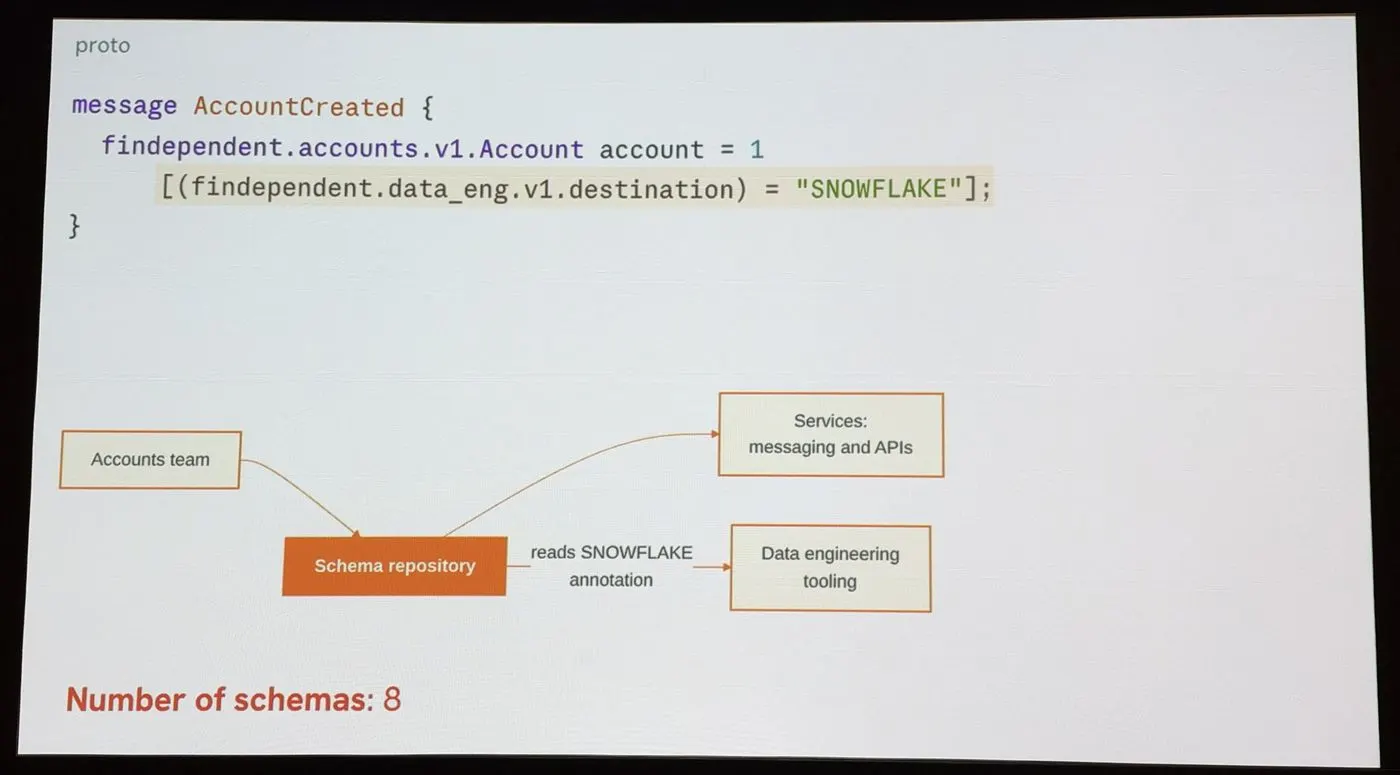 proto
message AccountCreated {
findependent.accounts.v1.Account account = 1
[(findependent.data_eng.v1.destination) = "SNOWFLAKE"];
}
Accounts team
Services:
messaging and APIs
Schema repository
reads SNOWFLAKE
annotation
Data engineering
tooling
Number of schemas: 8